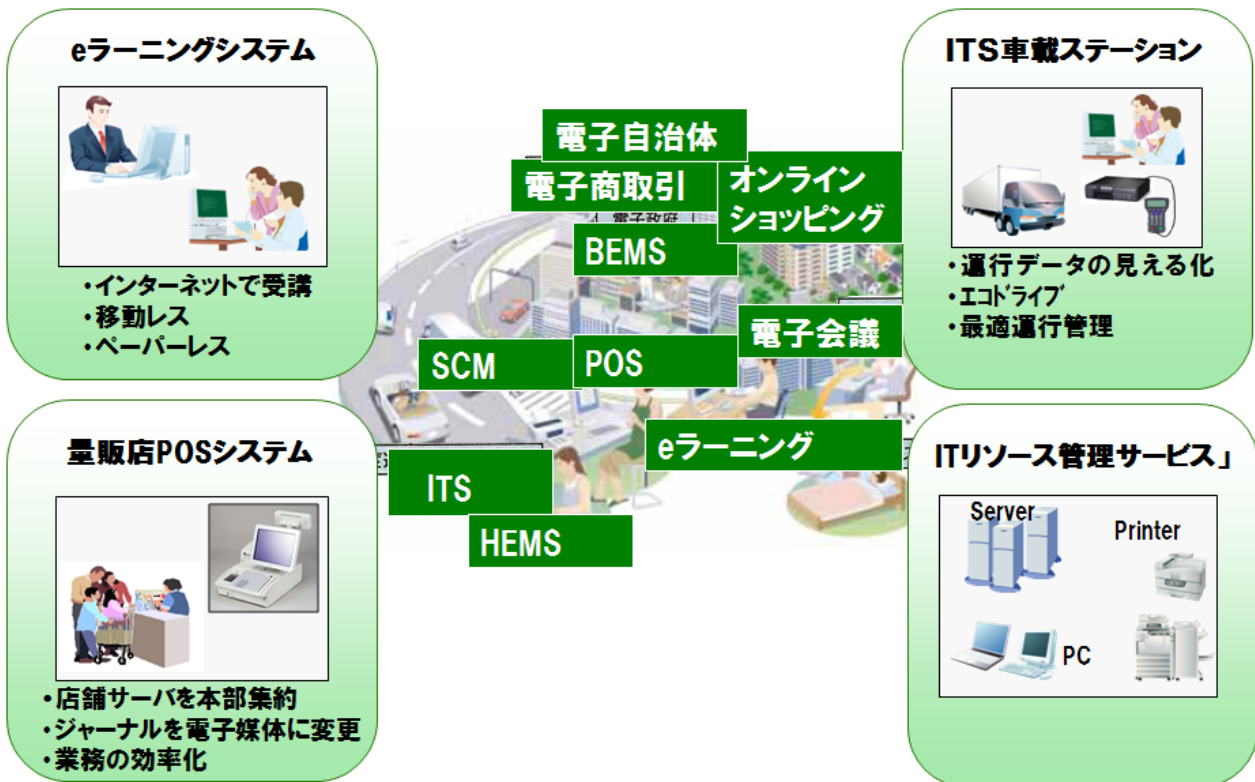 eラーニングシステム
・インターネットで受講
・移動レス
・ペーパーレス
ITS車載ステーション
・運行データの見える化
・エコドライブ
・最適運行管理
電子自治体
電子商取引
オンライン
ショッピング
電子政府
BEMS
電子会議
SCM
POS
eラーニング
ITS
HEMS
量販店POSシステム
・店舗サーバを本部集約
・ジャーナルを電子媒体に変更
・業務の効率化
ITリソース管理サービス」
Server
Printer
PC